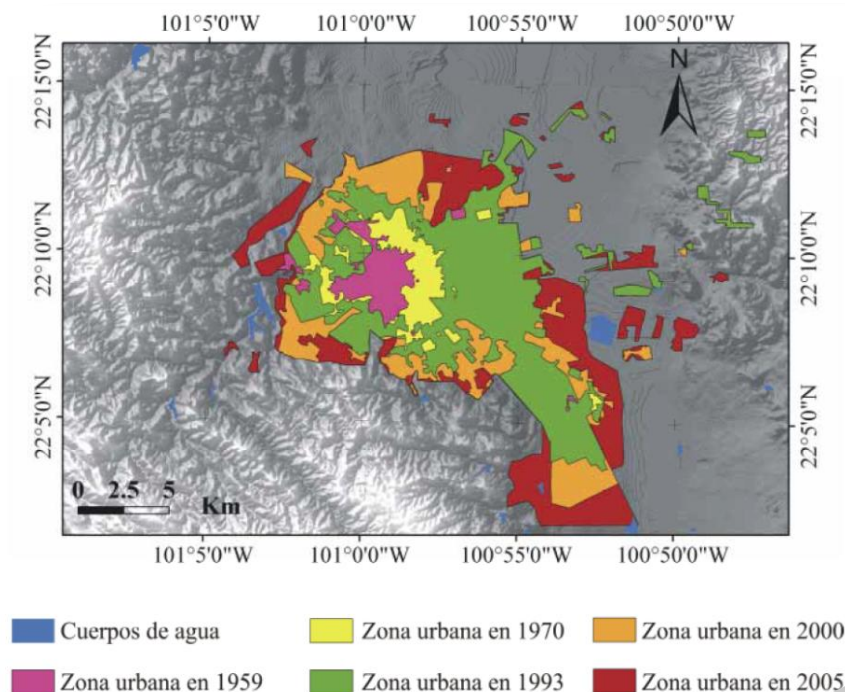 101°5'0"W 101°0'0"W 100°55'0"W 100°50'0"W
22°15'0"N 22°15'0"N
N
22°10'0"N 22°10'0"N
22°5'0"N 22°5'0"N
0 2.5 5
Km
101°5'0"W 101°0'0"W 100°55'0"W 100°50'0"W
Cuerpos de agua Zona urbana en 1970 Zona urbana en 2000
Zona urbana en 1959 Zona urbana en 1993 Zona urbana en 2005